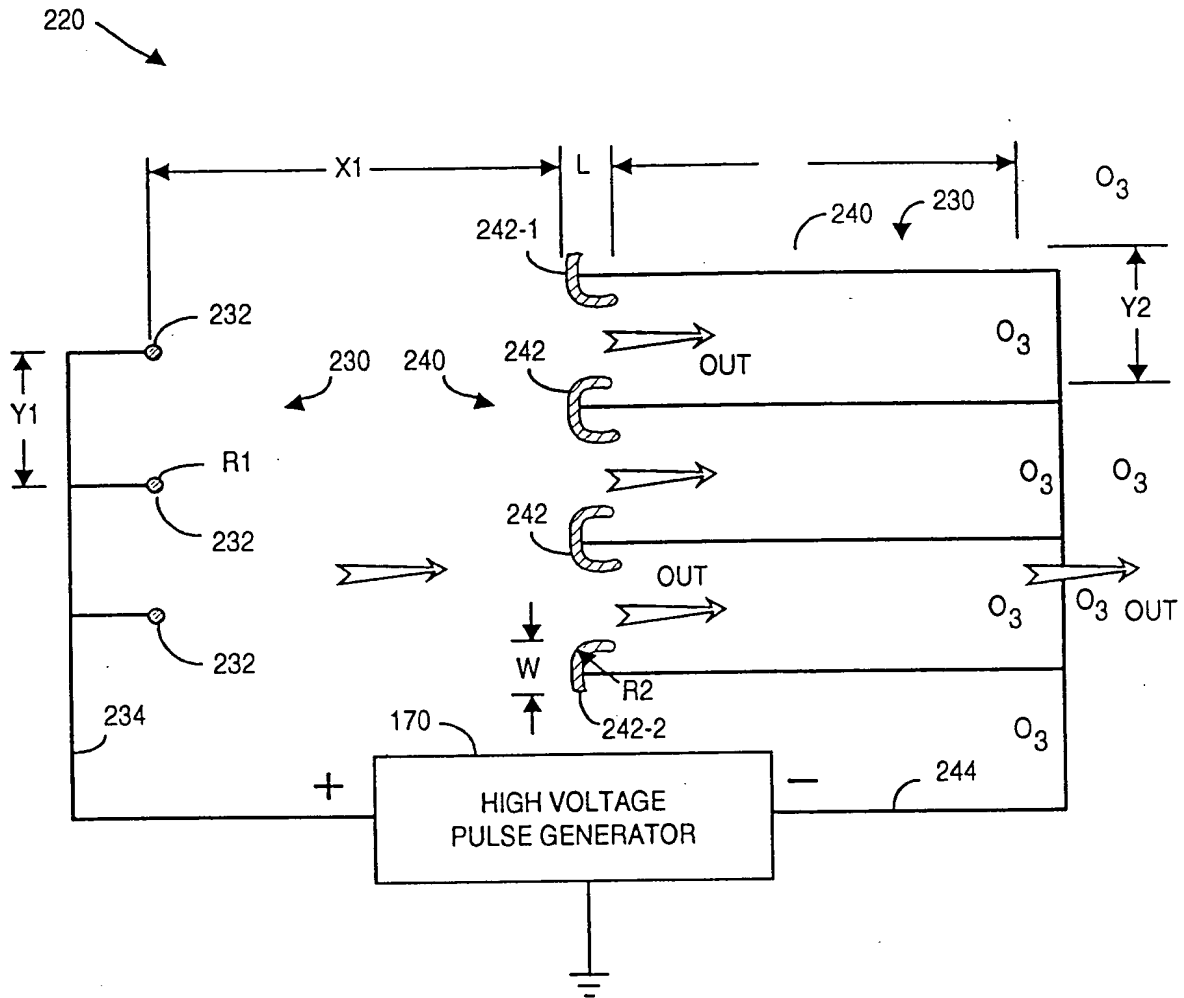 220
X1
L
O3
240
230
242-1
Y2
232
O3
OUT
230
240
242
Y1
R1
O3
O3
232
242
OUT
O3
O3
OUT
232
W
R2
234
170
242-2
O3
+
−
244
HIGH VOLTAGE
PULSE GENERATOR